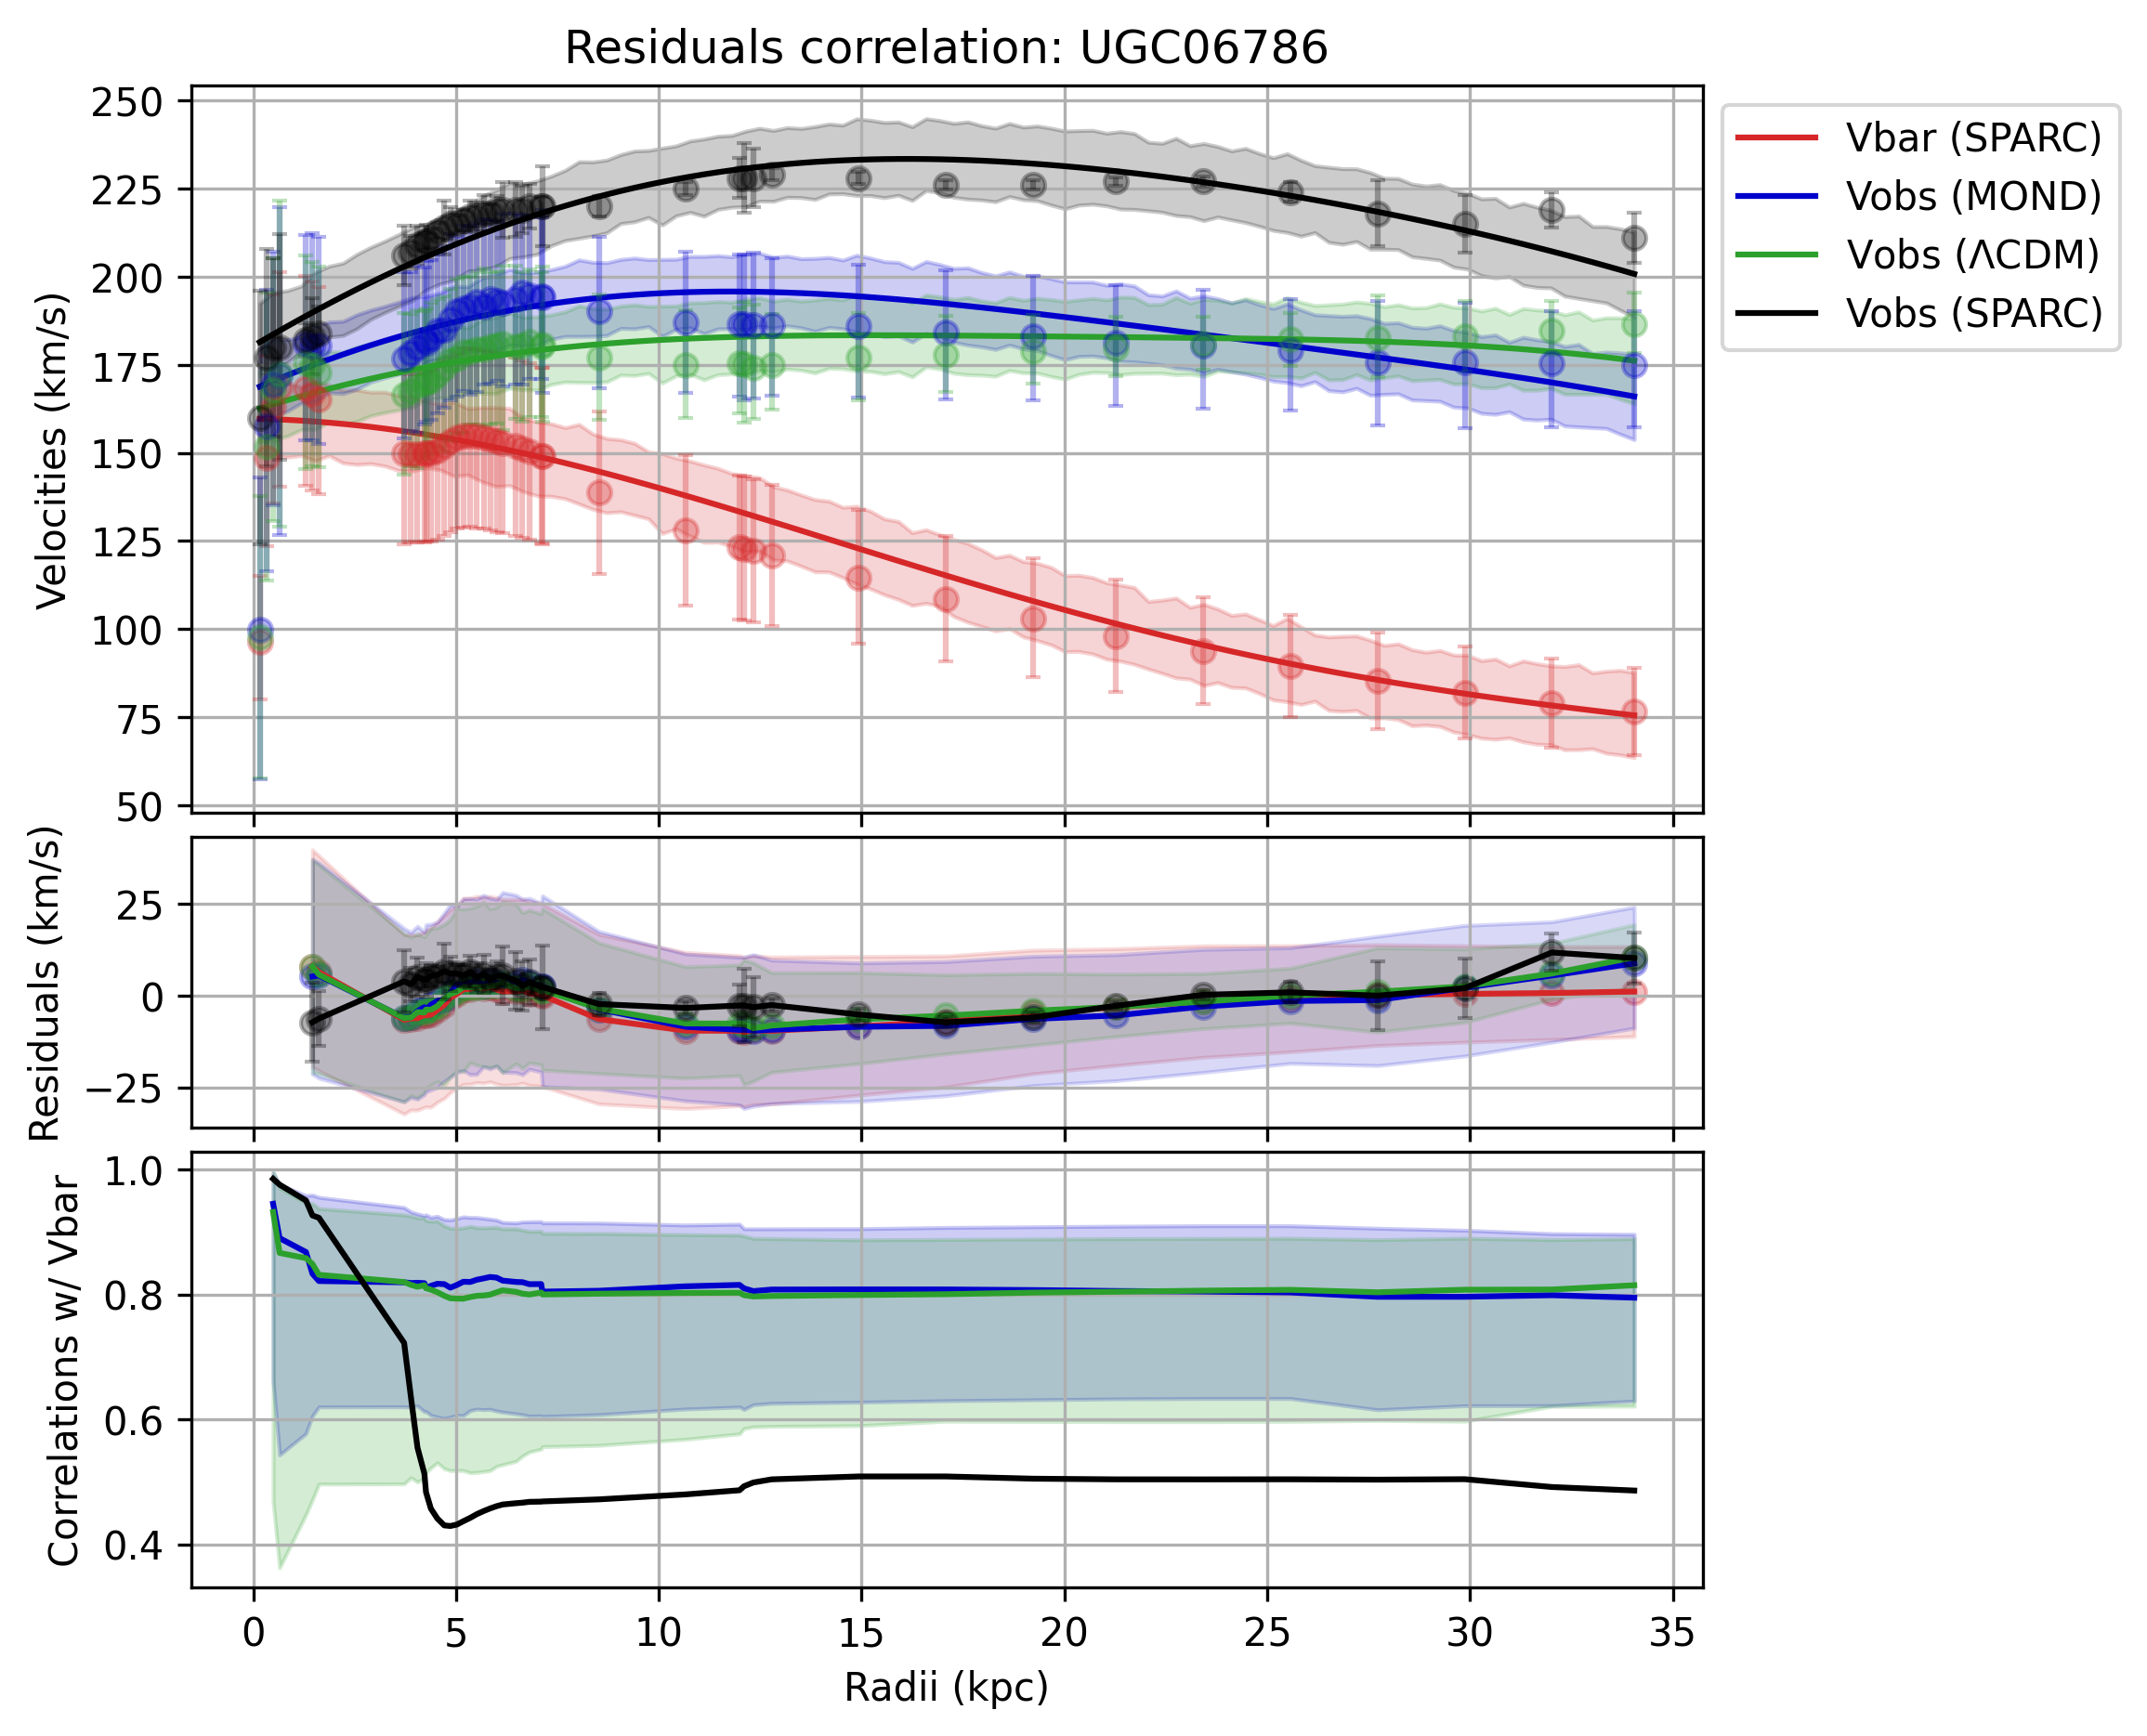 Residuals correlation: UGC06786
250
225
200
175
150
125
100
75
50
Velocities (km/s)
Vbar (SPARC)
Vobs (MOND)
Vobs (ΛCDM)
Vobs (SPARC)
25
0
−25
Residuals (km/s)
1.0
0.8
0.6
0.4
Correlations w/ Vbar
0 5 10 15 20 25 30 35
Radii (kpc)